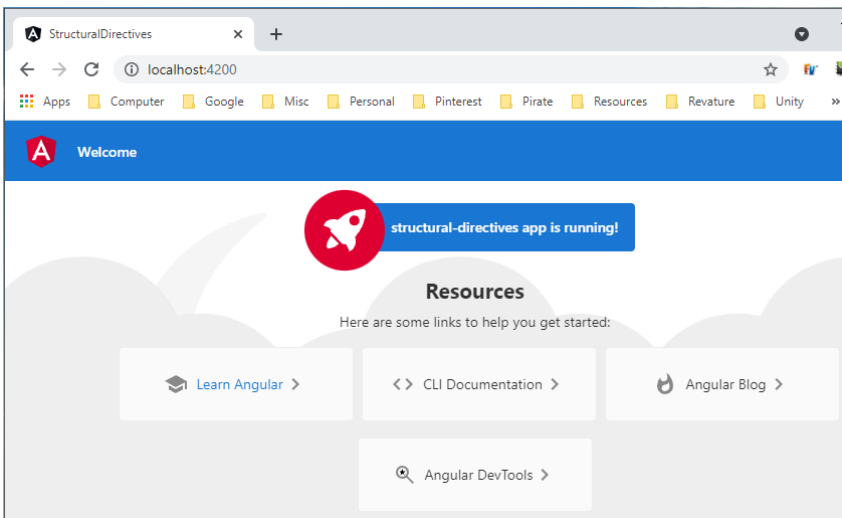 StructuralDirectives
localhost:4200
Apps Computer Google Misc Personal Pinterest Pirate Resources Revature Unity »
Welcome
structural-directives app is running!
Resources
Here are some links to help you get started:
Learn Angular CLI Documentation Angular Blog
Angular DevTools